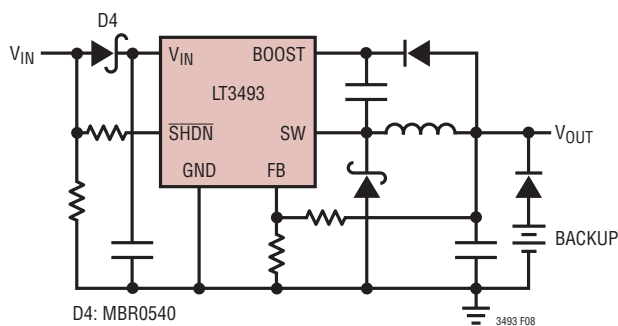 D4
VIN
VIN
BOOST
LT3493
SHDN
SW
VOUT
GND
FB
BACKUP
D4: MBR0540
3493 F08